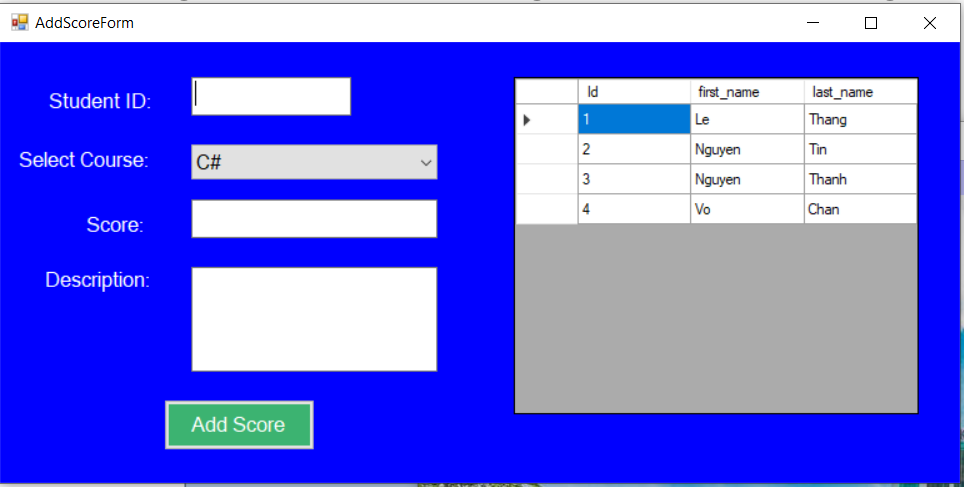 AddScoreForm
Student ID:
Select Course:
C#
Score:
Description:
Add Score
Id first_name last_name
1 Le Thang
2 Nguyen Tin
3 Nguyen Thanh
4 Vo Chan